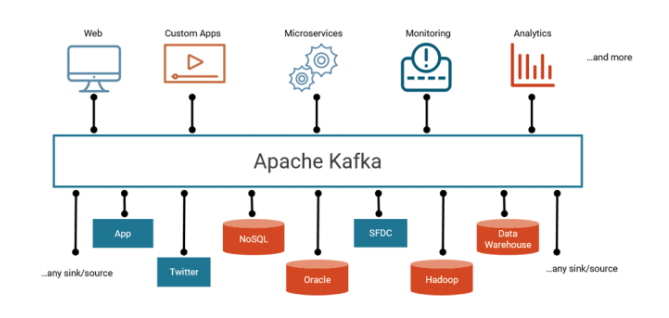 Web
Custom Apps
Microservices
Monitoring
Analytics
...and more
Apache Kafka
App
NoSQL
SFDC
Data
Warehouse
...any sink/source
Twitter
Oracle
Hadoop
...any sink/source